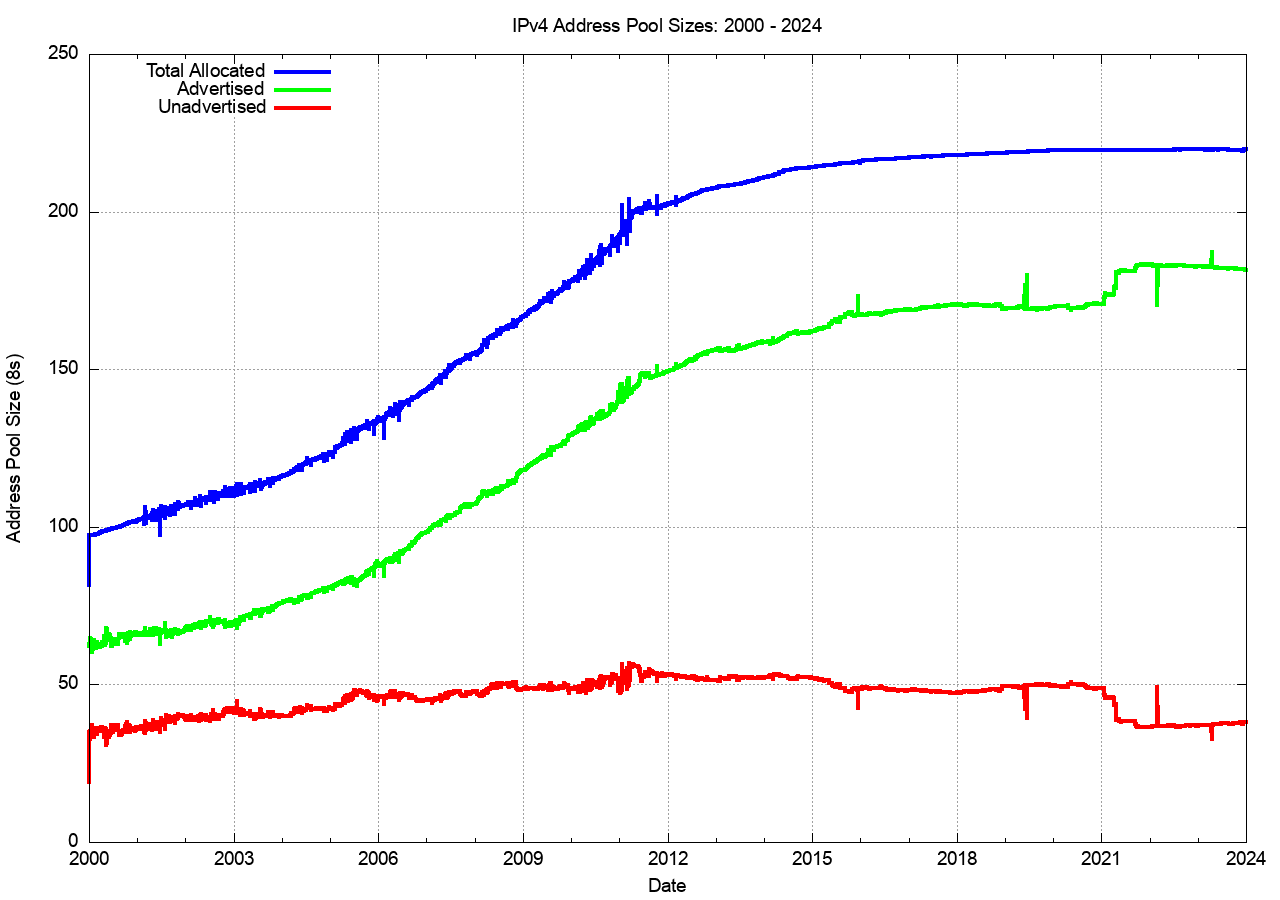 IPv4 Address Pool Sizes: 2000 - 2024
250
Total Allocated
Advertised
Unadvertised
200
150
Address Pool Size (8s)
100
50
0
2000 2003 2006 2009 2012 2015 2018 2021 2024
Date